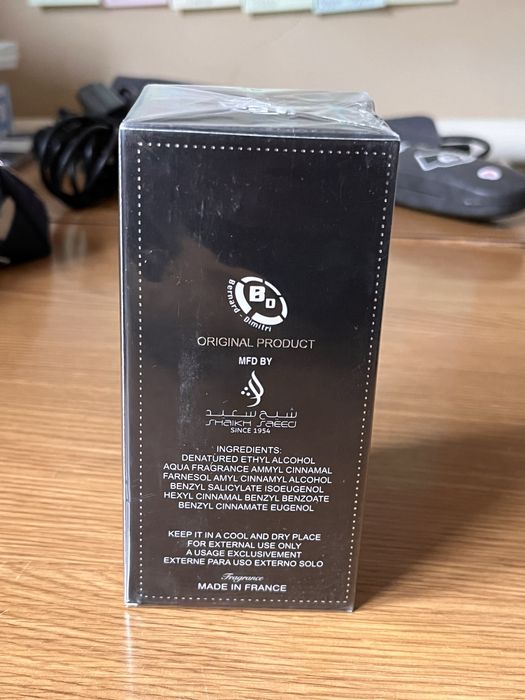 BD
Bernard - Dimitri
ORIGINAL PRODUCT
MFD BY
شيخ سعيد
SHAIKH SAEED
SINCE 1954
INGREDIENTS:
DENATURED ETHYL ALCOHOL
AQUA FRAGRANCE AMMYL CINNAMAL
FARNESOL AMYL CINNAMYL ALCOHOL
BENZYL SALICYLATE ISOEUGENOL
HEXYL CINNAMAL BENZYL BENZOATE
BENZYL CINNAMATE EUGENOL
KEEP IT IN A COOL AND DRY PLACE
FOR EXTERNAL USE ONLY
A USAGE EXCLUSIVEMENT
EXTERNE PARA USO EXTERNO SOLO
Fragrance
MADE IN FRANCE